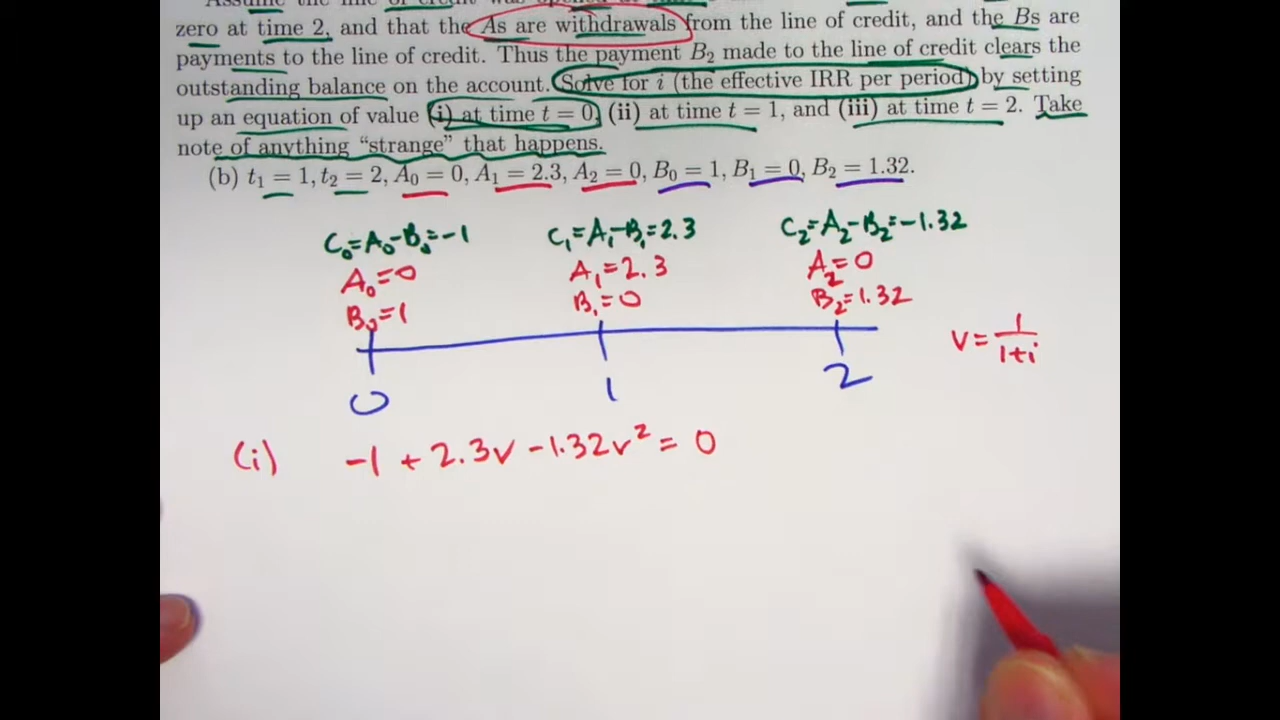 zero at time 2, and that the As are withdrawals from the line of credit, and the Bs are
payments to the line of credit. Thus the payment B₂ made to the line of credit clears the
outstanding balance on the account. Solve for i (the effective IRR per period) by setting
up an equation of value (i) at time t = 0, (ii) at time t = 1, and (iii) at time t = 2. Take
note of anything “strange” that happens.
(b) t₁ = 1, t₂ = 2, A₀ = 0, A₁ = 2.3, A₂ = 0, B₀ = 1, B₁ = 0, B₂ = 1.32.
C₀=A₀-B₀=-1 C₁=A₁-B₁=2.3 C₂=A₂-B₂=-1.32
A₀=0 A₁=2.3 A₂=0
B₀=1 B₁=0 B₂=1.32
v=1/(1+i)
0 1 2
(i) -1 + 2.3v -1.32v² = 0